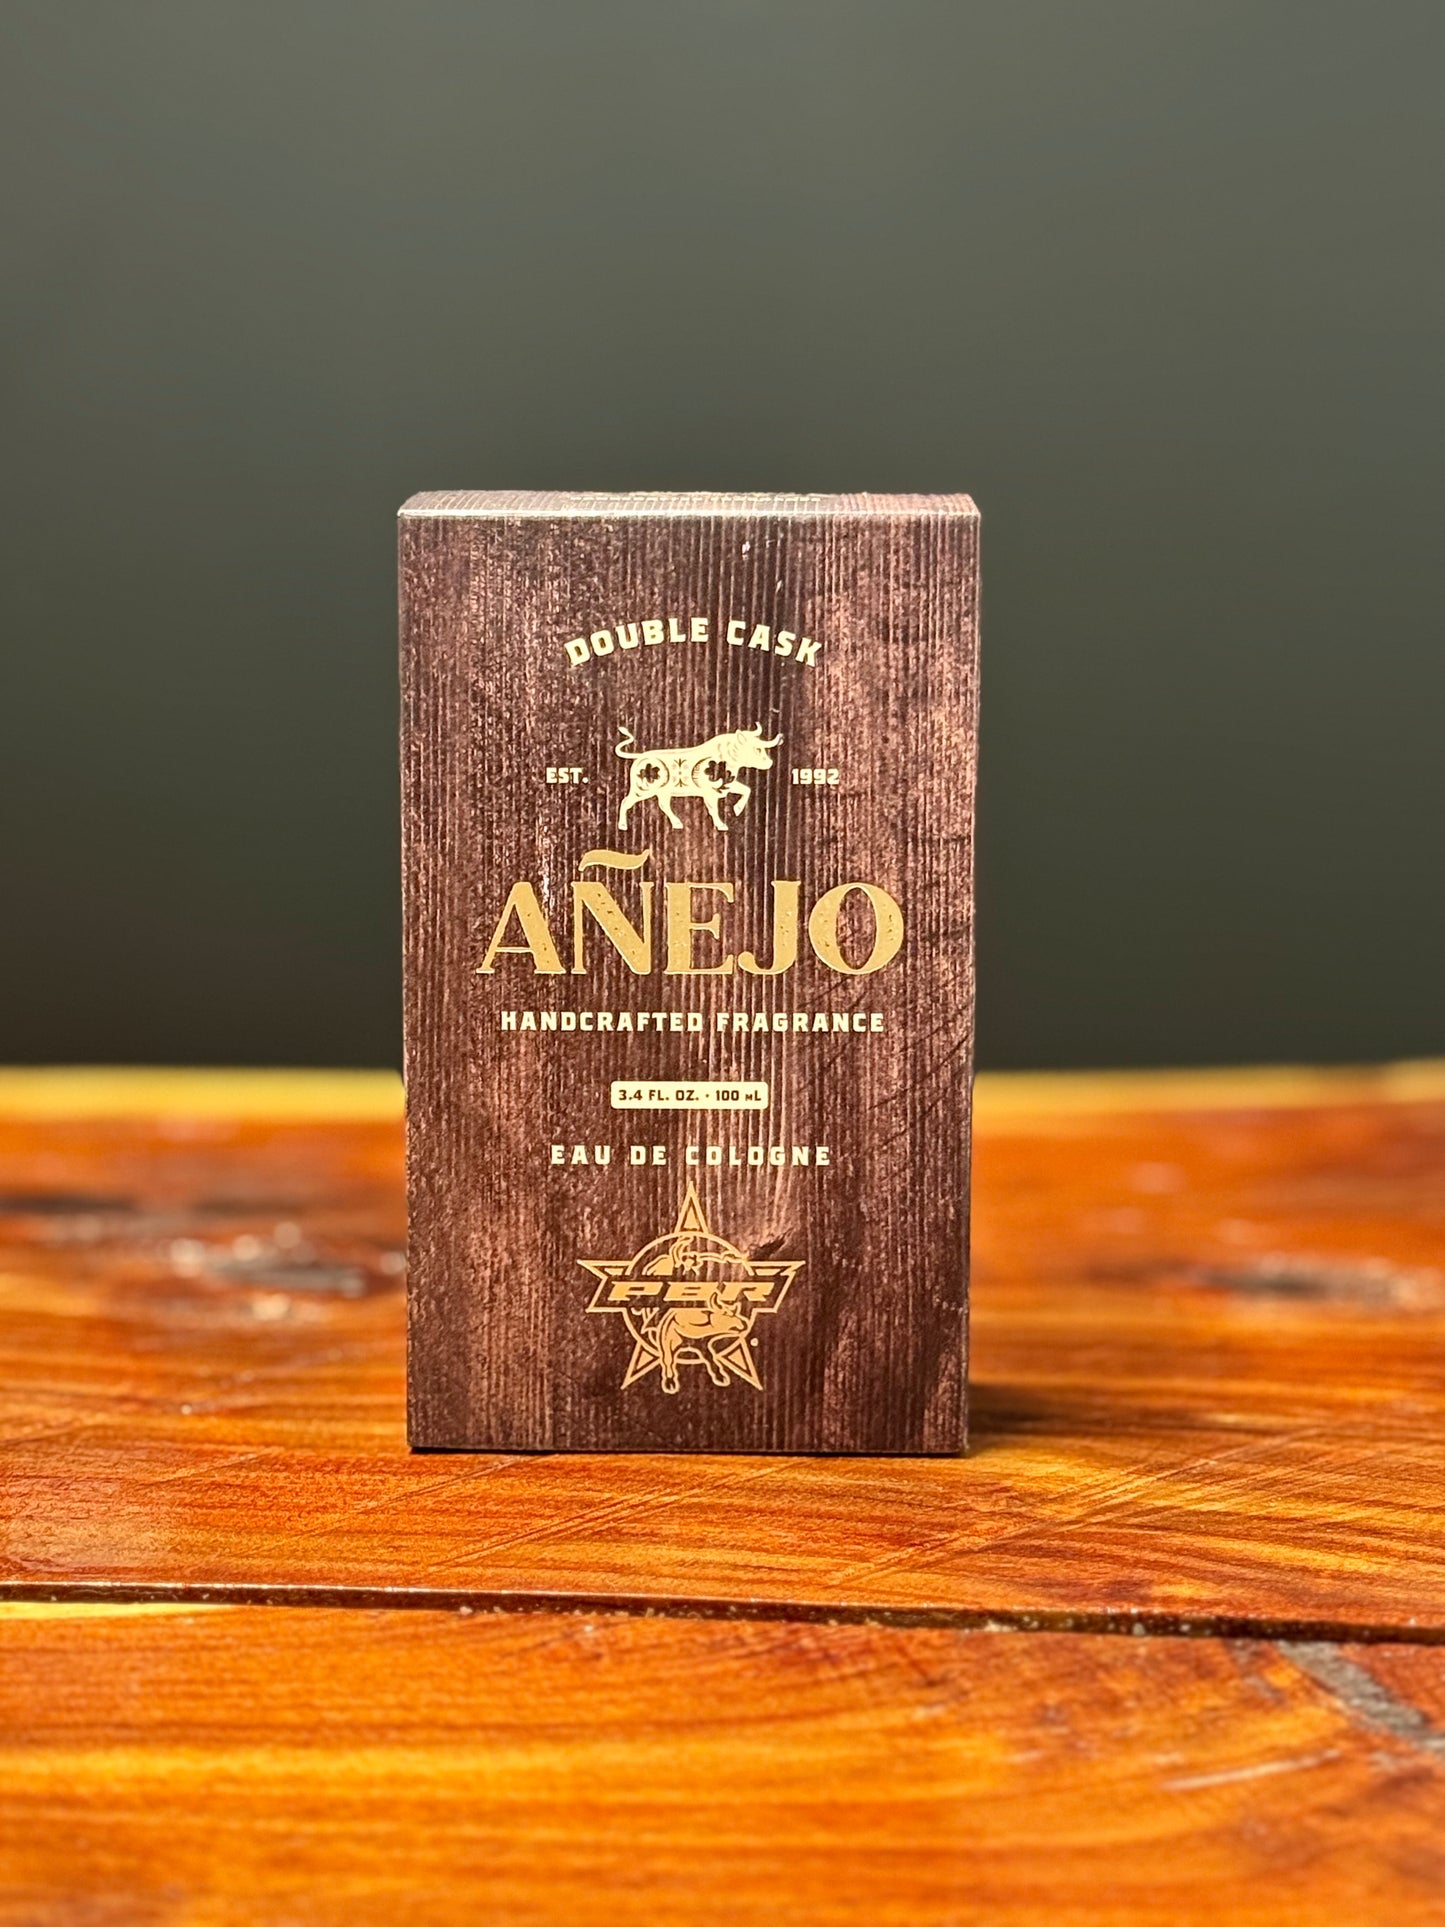 DOUBLE CASK
EST. 1992
AÑEJO
HANDCRAFTED FRAGRANCE
3.4 FL. OZ. • 100 mL
EAU DE COLOGNE
PBR